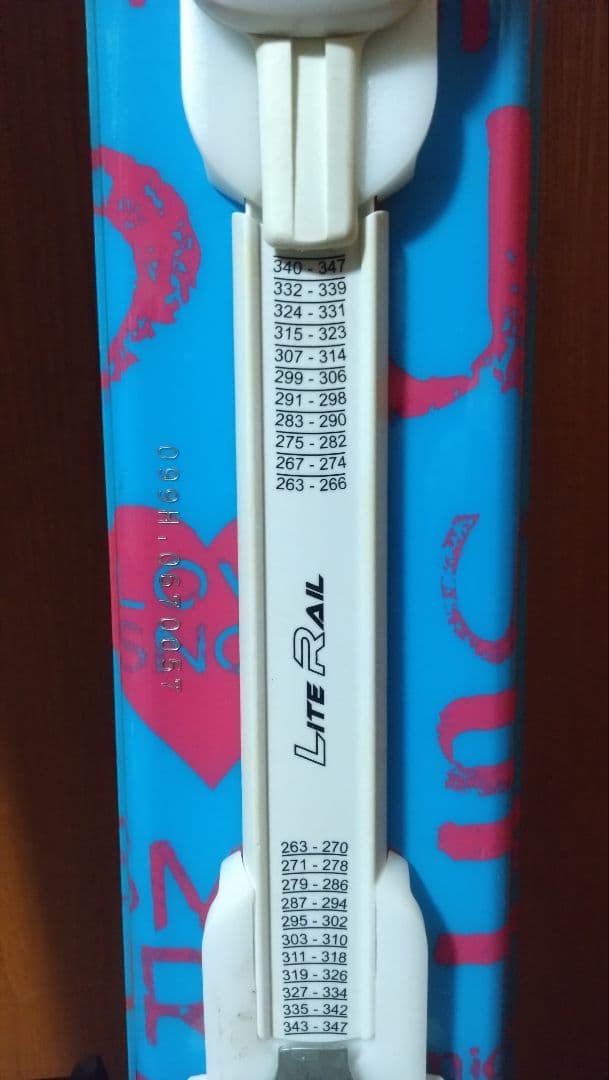 340 - 347
332 - 339
324 - 331
315 - 323
307 - 314
299 - 306
291 - 298
283 - 290
275 - 282
267 - 274
263 - 266
LITE RAIL
263 - 270
271 - 278
279 - 286
287 - 294
295 - 302
303 - 310
311 - 318
319 - 326
327 - 334
335 - 342
343 - 347